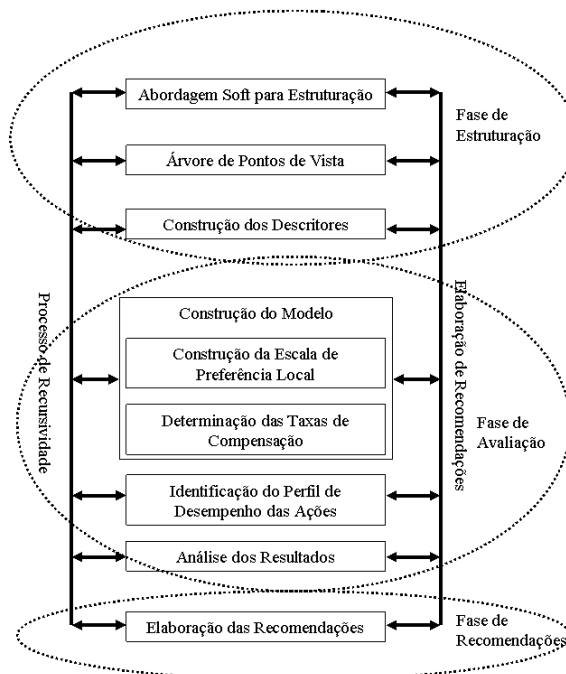 Abordagem Soft para Estruturação
Fase de
Estruturação
Árvore de Pontos de Vista
Construção dos Descritores
Processo de Recursividade
Elaboração de Recomendações
Construção do Modelo
Construção da Escala de
Preferência Local
Determinação das Taxas de
Compensação
Fase de
Avaliação
Identificação do Perfil de
Desempenho das Ações
Análise dos Resultados
Elaboração das Recomendações
Fase de
Recomendações